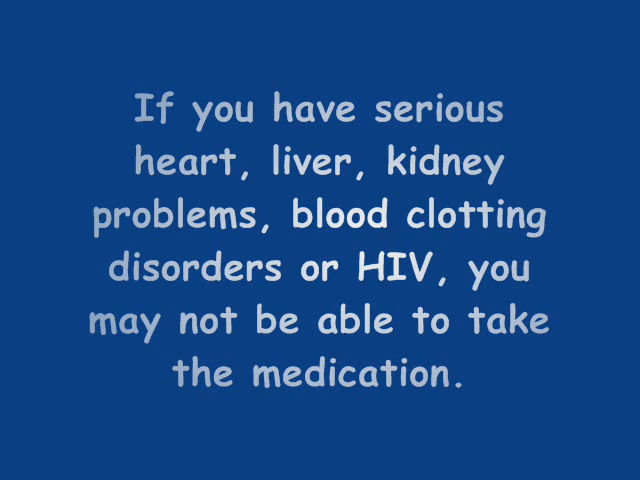 If you have serious
heart, liver, kidney
problems, blood clotting
disorders or HIV, you
may not be able to take
the medication.